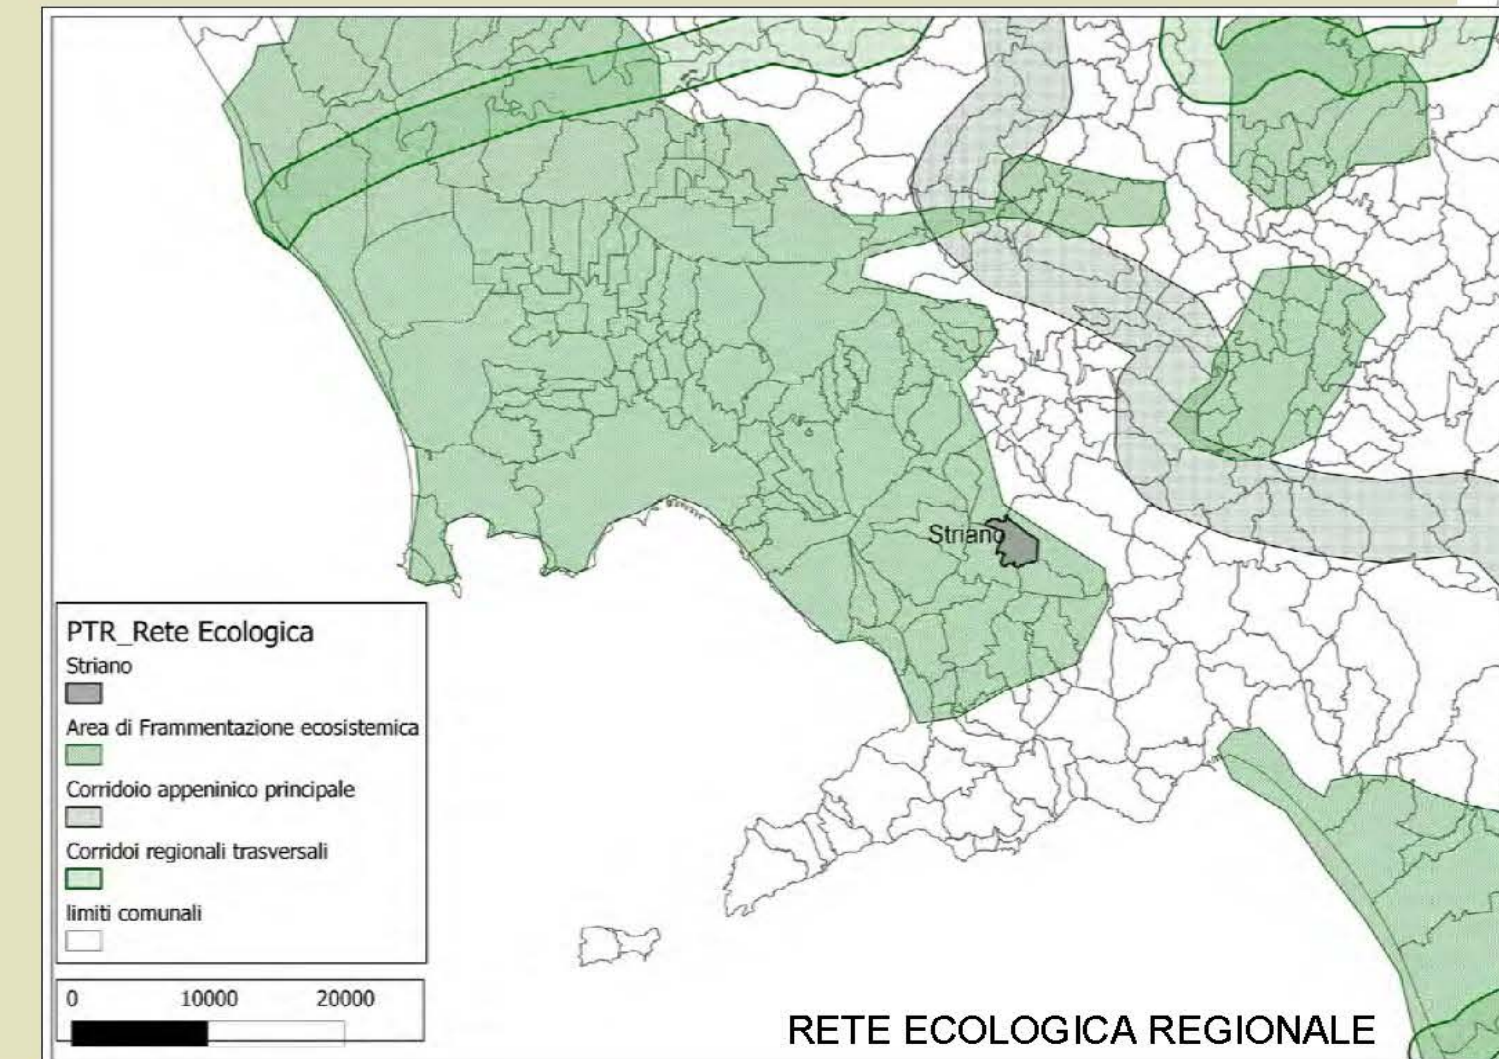 Striano
PTR_Rete Ecologica
Striano
Area di Frammentazione ecosistemica
Corridoio appeninico principale
Corridoi regionali trasversali
limiti comunali
0 10000 20000
RETE ECOLOGICA REGIONALE